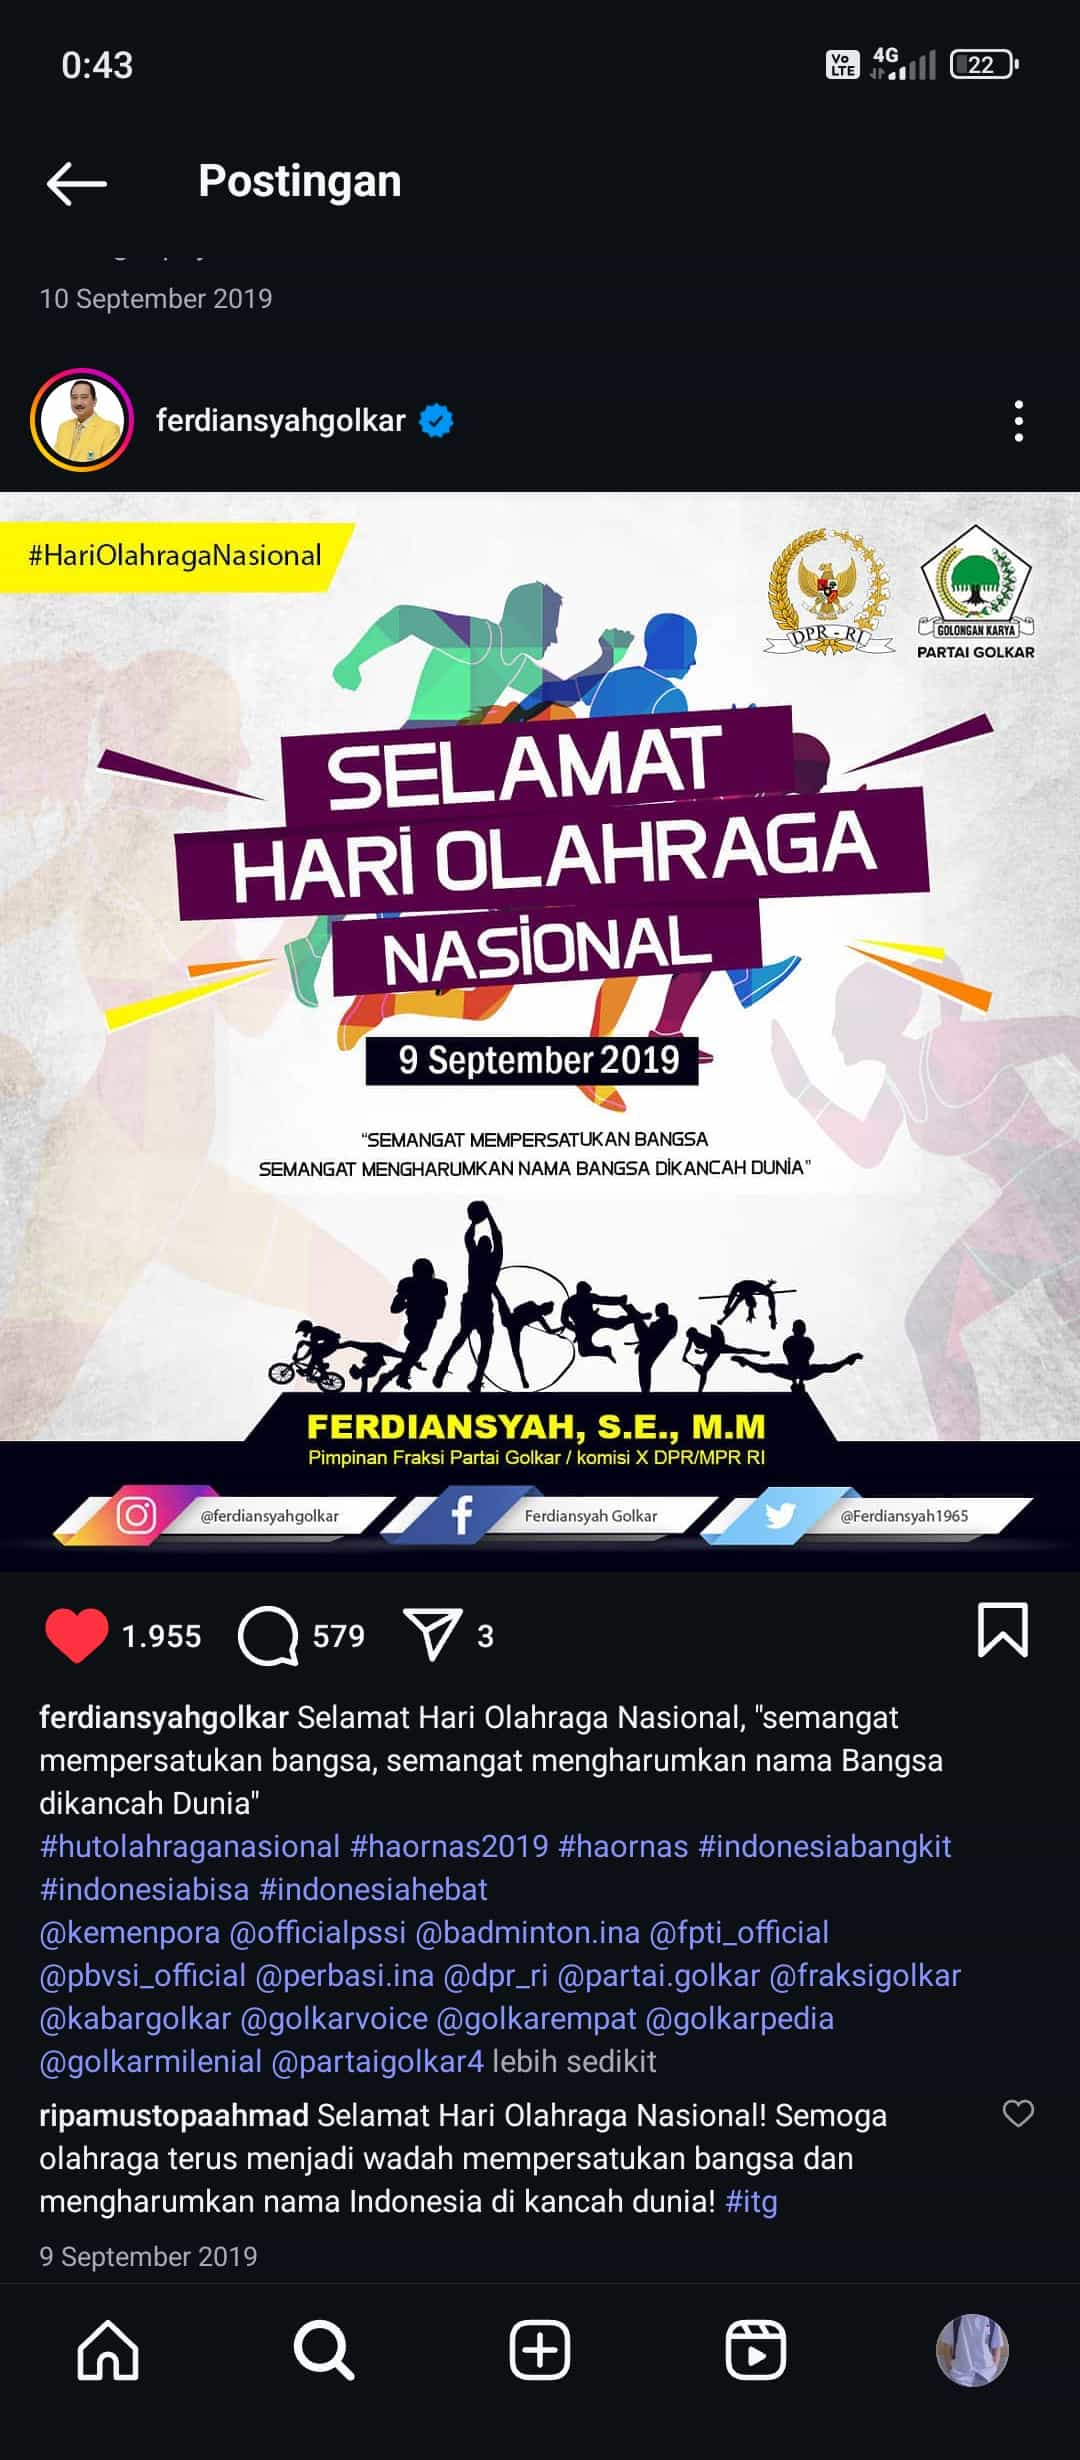 0:43
Vo LTE 4G 22
Postingan
10 September 2019
ferdiansyahgolkar
#HariOlahragaNasional
DPR - RI
GOLONGAN KARYA
PARTAI GOLKAR
SELAMAT
HARI OLAHRAGA
NASIONAL
9 September 2019
"SEMANGAT MEMPERSATUKAN BANGSA
SEMANGAT MENGHARUMKAN NAMA BANGSA DIKANCAH DUNIA"
FERDIANSYAH, S.E., M.M
Pimpinan Fraksi Partai Golkar / komisi X DPR/MPR RI
@ferdiansyahgolkar
Ferdiansyah Golkar
@Ferdiansyah1965
1.955 579 3
ferdiansyahgolkar Selamat Hari Olahraga Nasional, "semangat
mempersatukan bangsa, semangat mengharumkan nama Bangsa
dikancah Dunia"
#hutolahraganasional #haornas2019 #haornas #indonesiabangkit
#indonesiabisa #indonesiahebat
@kemenpora @officialpssi @badminton.ina @fpti_official
@pbvsi_official @perbasi.ina @dpr_ri @partai.golkar @fraksigolkar
@kabargolkar @golkarvoice @golkarempat @golkarpedia
@golkarmilenial @partaigolkar4 lebih sedikit
ripamustopaahmad Selamat Hari Olahraga Nasional! Semoga
olahraga terus menjadi wadah mempersatukan bangsa dan
mengharumkan nama Indonesia di kancah dunia! #itg
9 September 2019